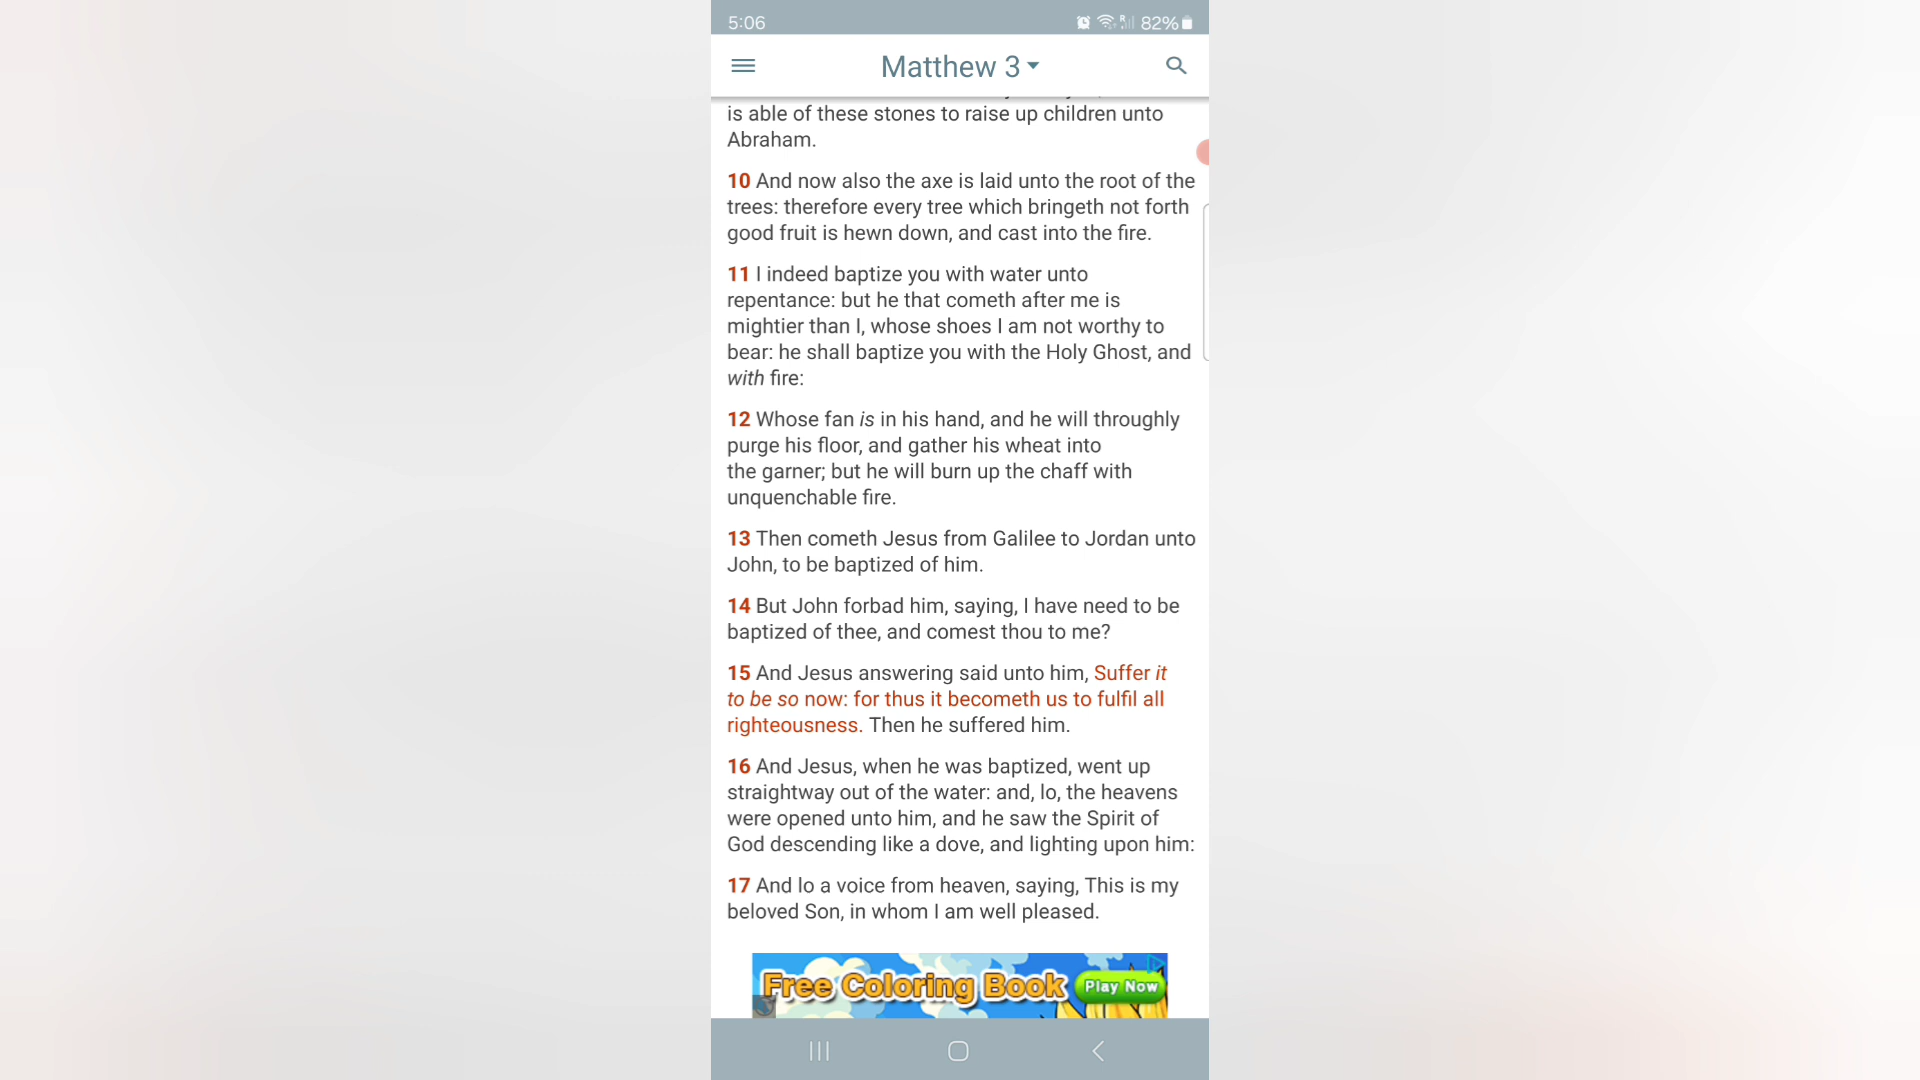 5:06
R
82%
Matthew 3
is able of these stones to raise up children unto
Abraham.
10 And now also the axe is laid unto the root of the
trees: therefore every tree which bringeth not forth
good fruit is hewn down, and cast into the fire.
11 I indeed baptize you with water unto
repentance: but he that cometh after me is
mightier than I, whose shoes I am not worthy to
bear: he shall baptize you with the Holy Ghost, and
with fire:
12 Whose fan is in his hand, and he will throughly
purge his floor, and gather his wheat into
the garner; but he will burn up the chaff with
unquenchable fire.
13 Then cometh Jesus from Galilee to Jordan unto
John, to be baptized of him.
14 But John forbad him, saying, I have need to be
baptized of thee, and comest thou to me?
15 And Jesus answering said unto him, Suffer it
to be so now: for thus it becometh us to fulfil all
righteousness. Then he suffered him.
16 And Jesus, when he was baptized, went up
straightway out of the water: and, lo, the heavens
were opened unto him, and he saw the Spirit of
God descending like a dove, and lighting upon him:
17 And lo a voice from heaven, saying, This is my
beloved Son, in whom I am well pleased.
Free Coloring Book
Play Now